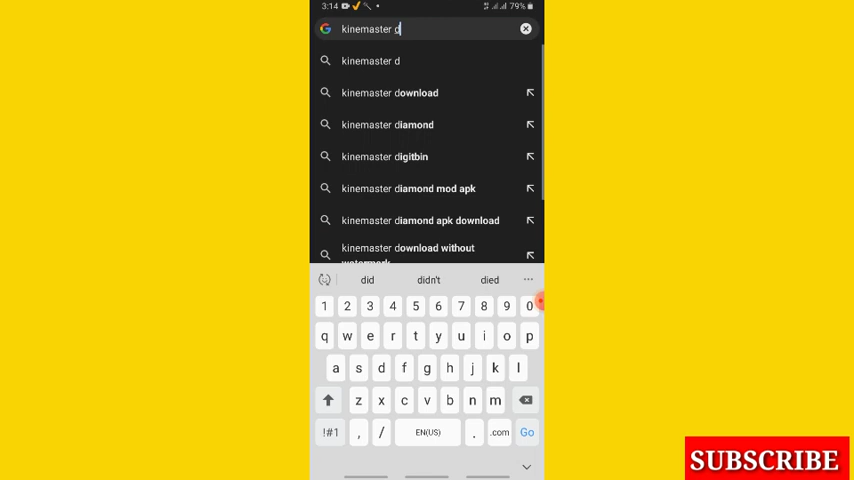 3:14 79%
kinemaster d
kinemaster d
kinemaster download
kinemaster diamond
kinemaster digitbin
kinemaster diamond mod apk
kinemaster diamond apk download
kinemaster download without
did didn't died ...
1 2 3 4 5 6 7 8 9 0
q w e r t y u i o p
a s d f g h j k l
z x c v b n m
!#1 , / EN(US) . .com Go
SUBSCRIBE